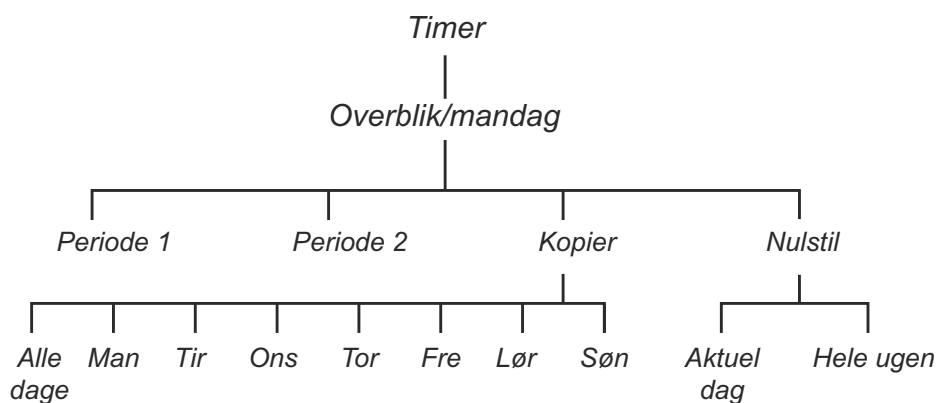 Timer
Overblik/mandag
Periode 1 Periode 2 Kopier Nulstil
Alle Man Tir Ons Tor Fre Lør Søn Aktuel Hele ugen
dage dag